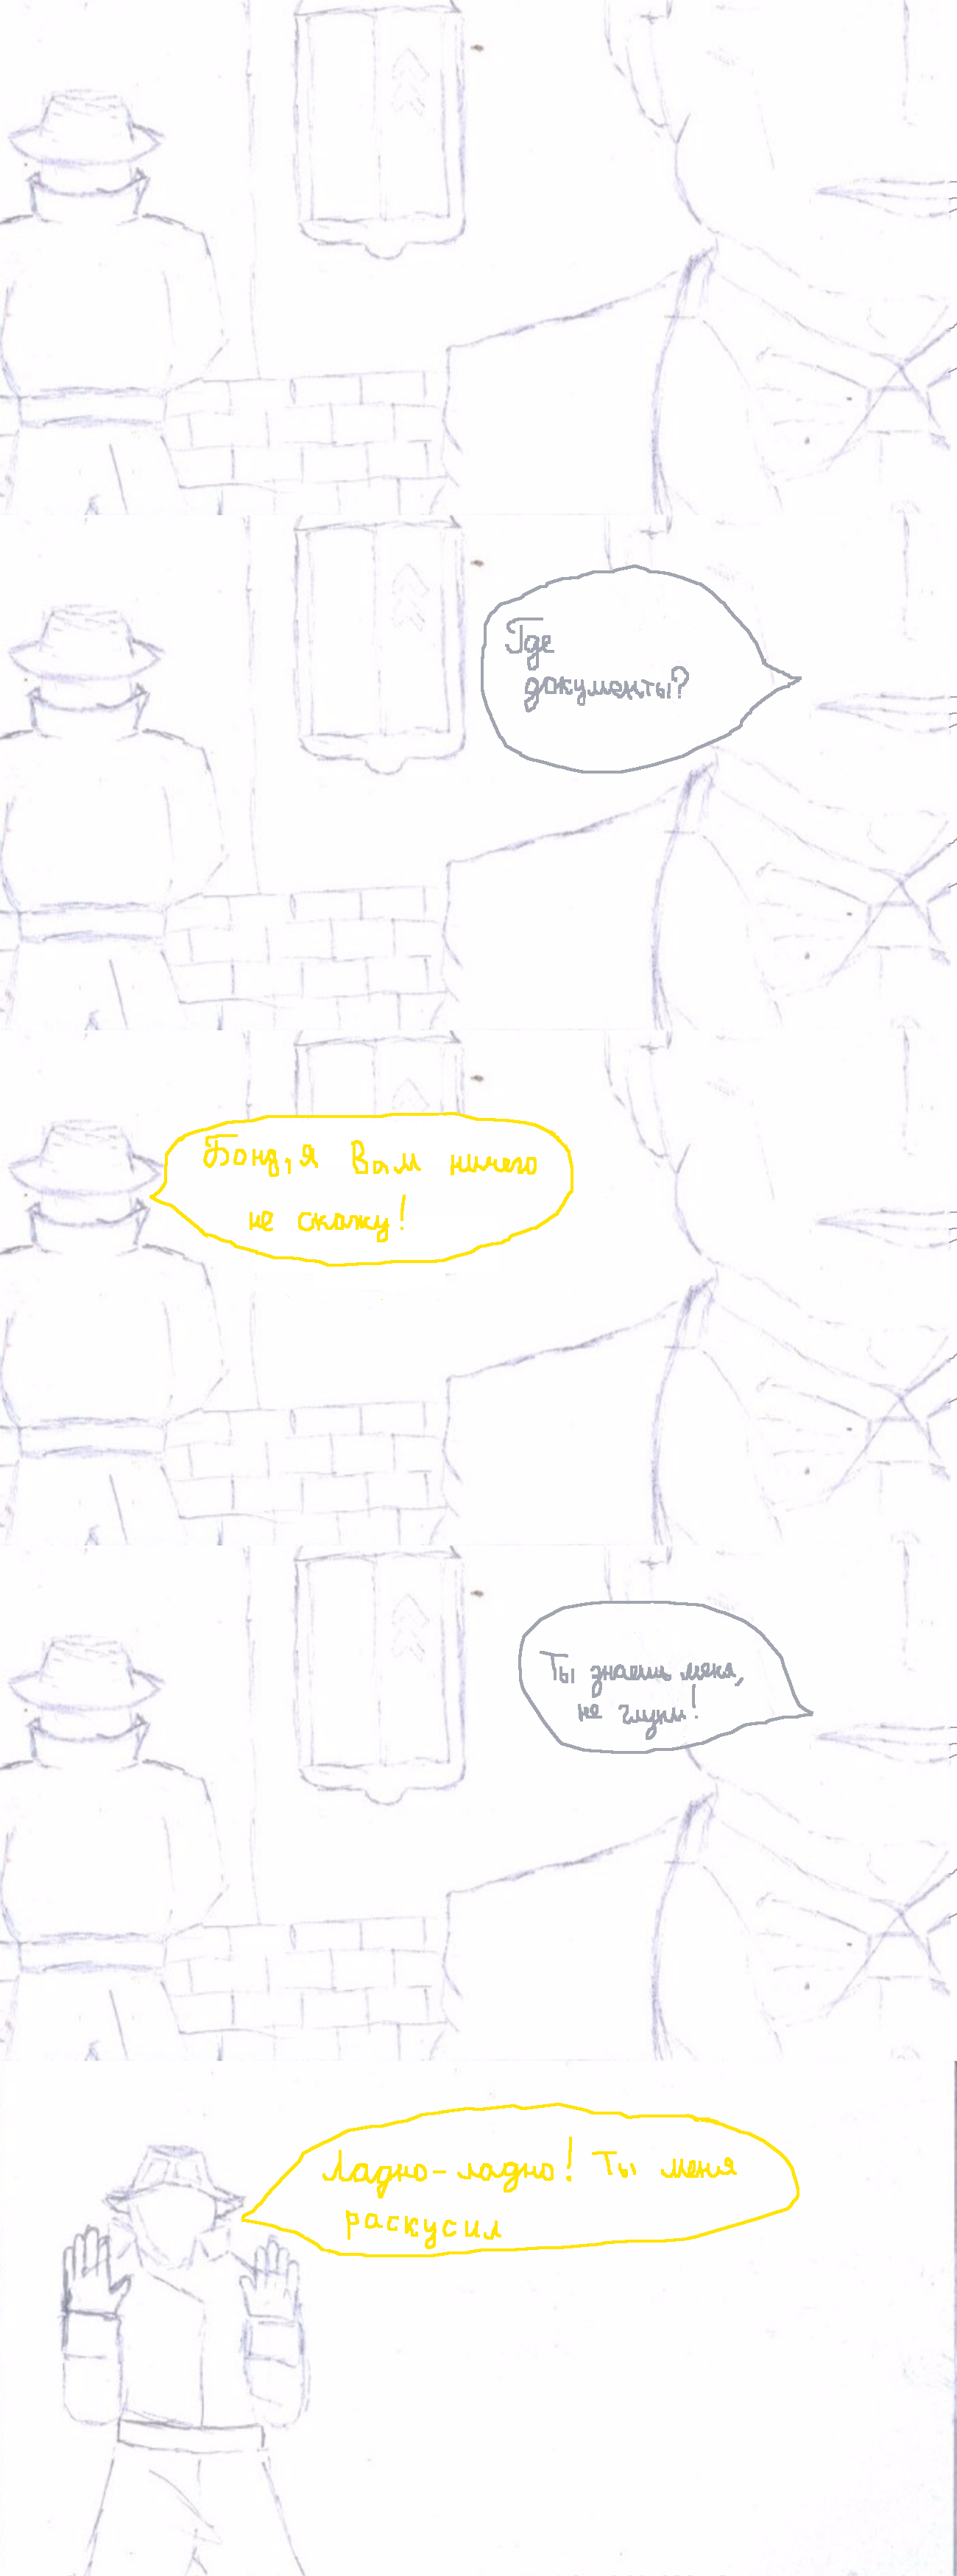 Где
документы?
Бонд, я Вам ничего
не скажу!
Ты знаешь меня,
не глупи!
Ладно-ладно! Ты меня
раскусил